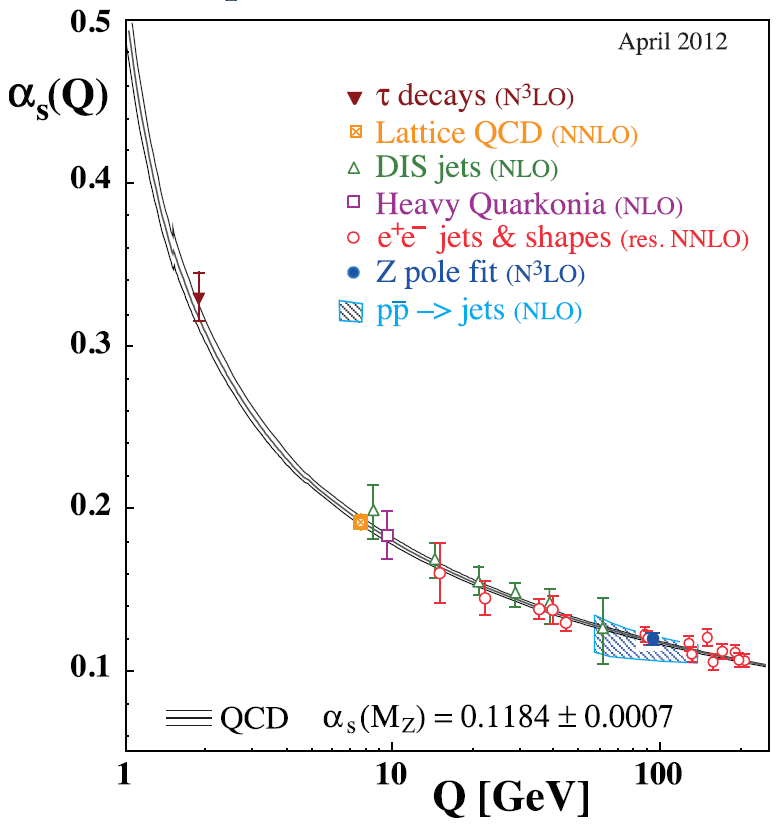 0.5
April 2012
αs(Q)
τ decays (N³LO)
Lattice QCD (NNLO)
DIS jets (NLO)
0.4
Heavy Quarkonia (NLO)
e⁺e⁻ jets & shapes (res. NNLO)
Z pole fit (N³LO)
pp̅ –> jets (NLO)
0.3
0.2
0.1
QCD αs(MZ) = 0.1184 ± 0.0007
1 10 100
Q [GeV]